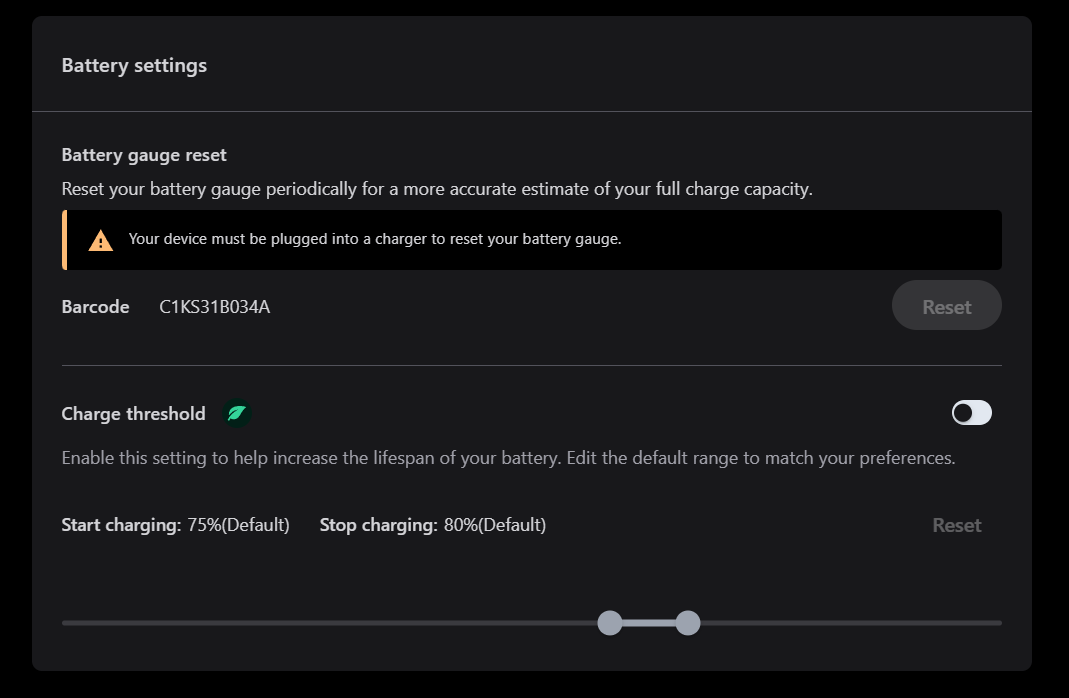 Battery settings
Battery gauge reset
Reset your battery gauge periodically for a more accurate estimate of your full charge capacity.
Your device must be plugged into a charger to reset your battery gauge.
Barcode C1KS31B034A Reset
Charge threshold
Enable this setting to help increase the lifespan of your battery. Edit the default range to match your preferences.
Start charging: 75%(Default) Stop charging: 80%(Default) Reset